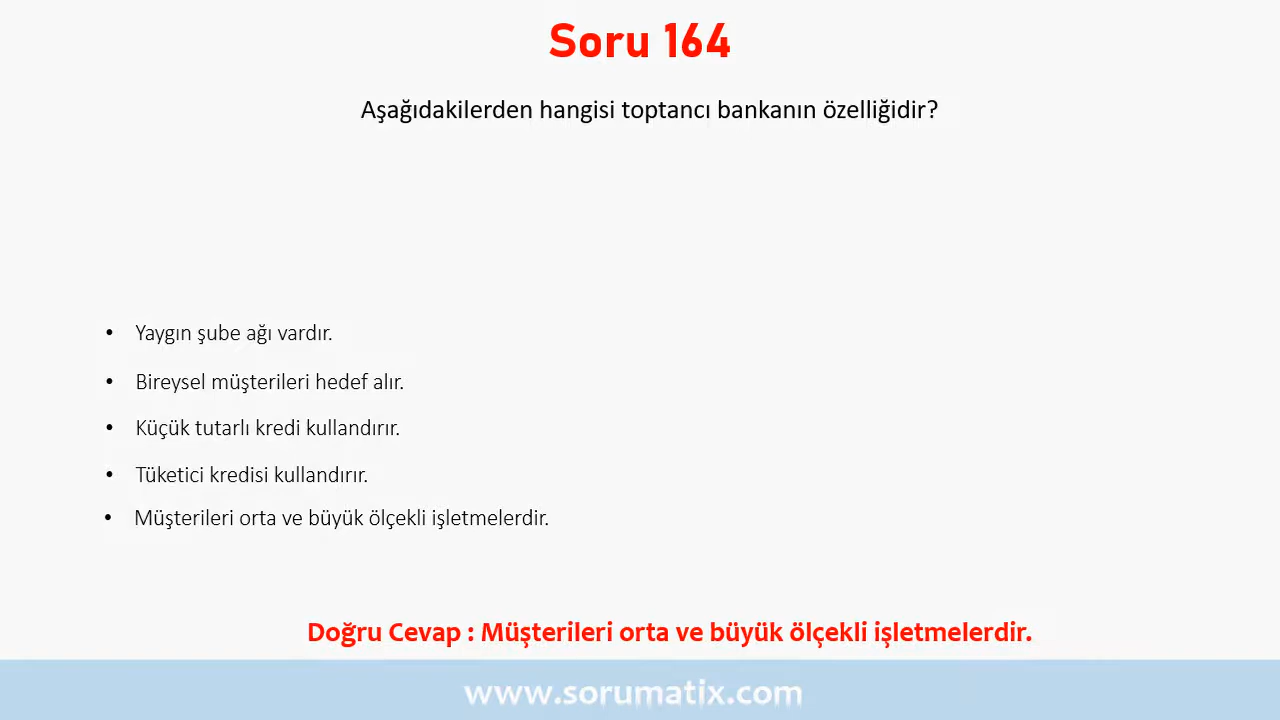 Soru 164
Aşağıdakilerden hangisi toptancı bankanın özelliğidir?
• Yaygın şube ağı vardır.
• Bireysel müşterileri hedef alır.
• Küçük tutarlı kredi kullandırır.
• Tüketici kredisi kullandırır.
• Müşterileri orta ve büyük ölçekli işletmelerdir.
Doğru Cevap : Müşterileri orta ve büyük ölçekli işletmelerdir.
www.sorumatix.com